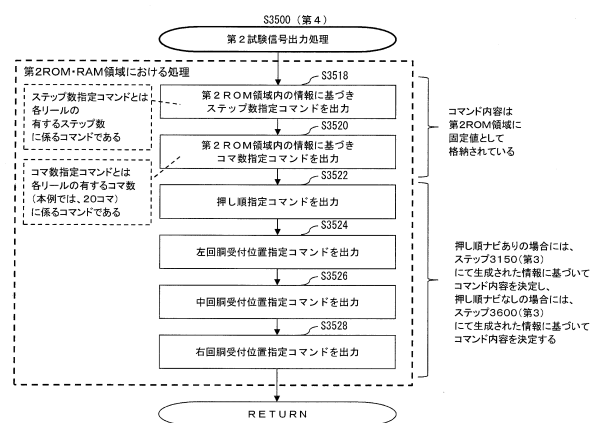 S3500（第４）
第２試験信号出力処理
第２ROM・RAM領域における処理
S3518
第２ROM領域内の情報に基づき
ステップ数指定コマンドを出力
ステップ数指定コマンドとは
各リールの
有するステップ数
に係るコマンドである
S3520
第２ROM領域内の情報に基づき
コマ数指定コマンドを出力
コマ数指定コマンドとは
各リールの有するコマ数
（本例では、20コマ）
に係るコマンドである
コマンド内容は
第２ROM領域に
固定値として
格納されている
S3522
押し順指定コマンドを出力
S3524
左回胴受付位置指定コマンドを出力
S3526
中回胴受付位置指定コマンドを出力
S3528
右回胴受付位置指定コマンドを出力
押し順ナビありの場合には、
ステップ3150（第３）
にて生成された情報に基づいて
コマンド内容を決定し、
押し順ナビなしの場合には、
ステップ3600（第３）
にて生成された情報に基づいて
コマンド内容を決定する
RETURN